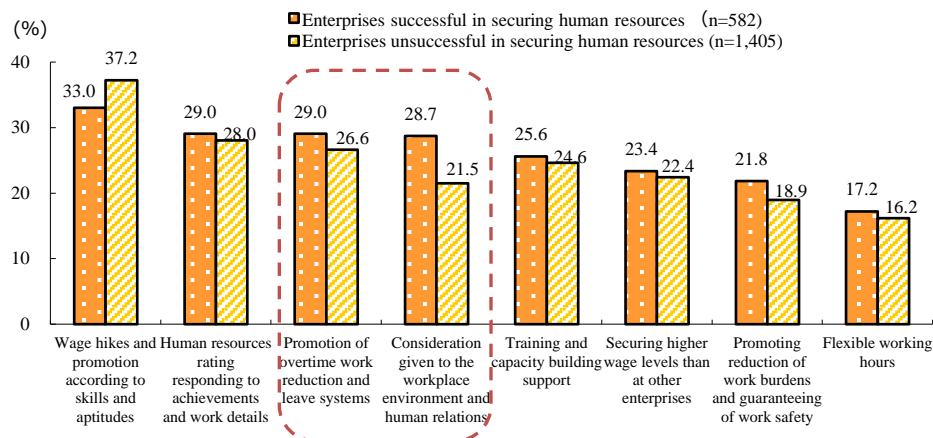 Enterprises successful in securing human resources （n=582)
Enterprises unsuccessful in securing human resources (n=1,405)
(%)
40
30
20
10
0
33.0
37.2
29.0
28.0
29.0
26.6
28.7
21.5
25.6
24.6
23.4
22.4
21.8
18.9
17.2
16.2
Wage hikes and
promotion
according to
skills and
aptitudes
Human resources
rating
responding to
achievements
and work details
Promotion of
overtime work
reduction and
leave systems
Consideration
given to the
workplace
environment and
human relations
Training and
capacity building
support
Securing higher
wage levels than
at other
enterprises
Promoting
reduction of
work burdens
and guaranteeing
of work safety
Flexible working
hours